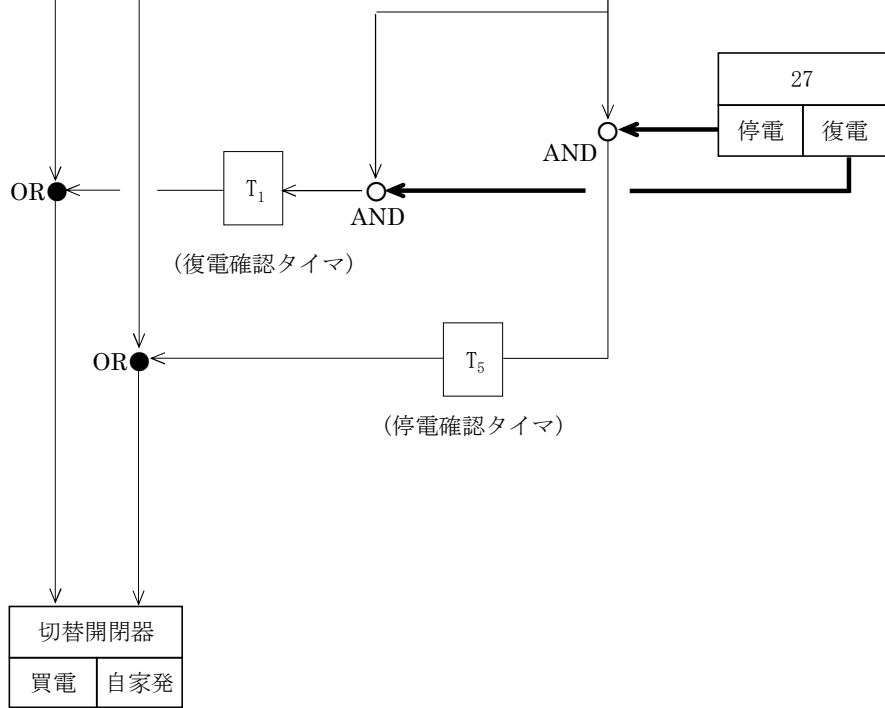 27
停電 復電
AND
OR
T1
AND
(復電確認タイマ)
OR
T5
(停電確認タイマ)
切替開閉器
買電 自家発